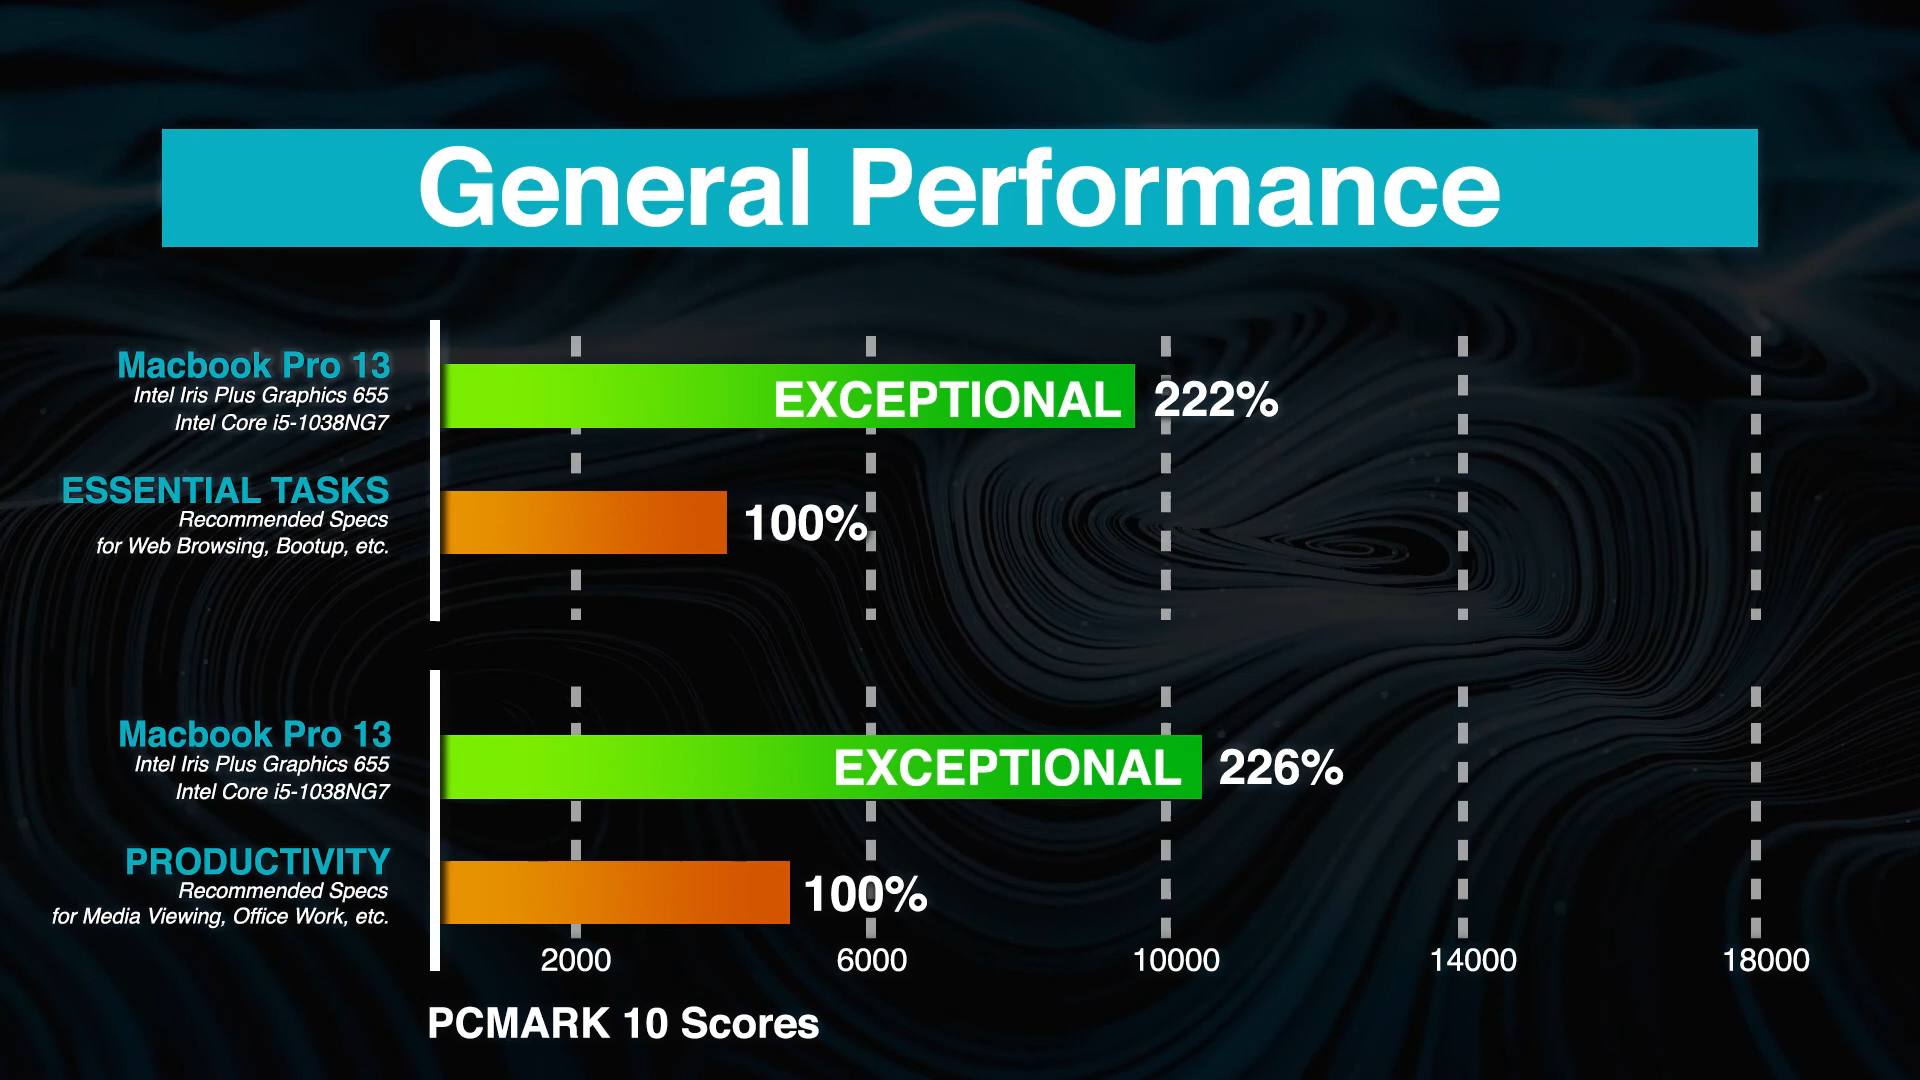 General Performance
Macbook Pro 13
Intel Iris Plus Graphics 655
Intel Core i5-1038NG7
EXCEPTIONAL 222%
ESSENTIAL TASKS
Recommended Specs
for Web Browsing, Bootup, etc.
100%
Macbook Pro 13
Intel Iris Plus Graphics 655
Intel Core i5-1038NG7
EXCEPTIONAL 226%
PRODUCTIVITY
Recommended Specs
for Media Viewing, Office Work, etc.
100%
2000 6000 10000 14000 18000
PCMARK 10 Scores